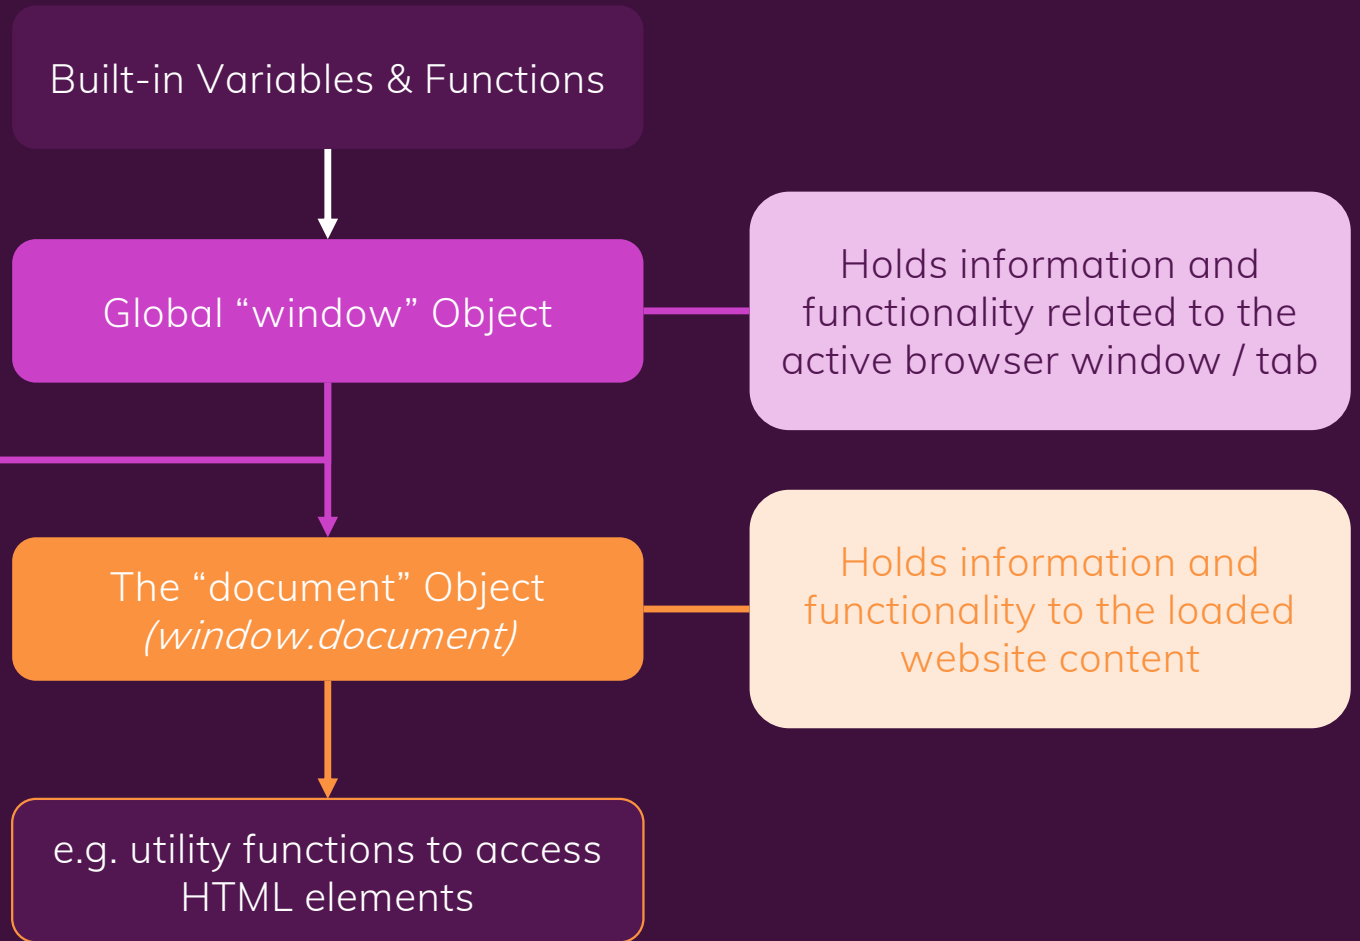 Built-in Variables & Functions
Global “window” Object
Holds information and
functionality related to the
active browser window / tab
The “document” Object
(window.document)
Holds information and
functionality to the loaded
website content
e.g. utility functions to access
HTML elements